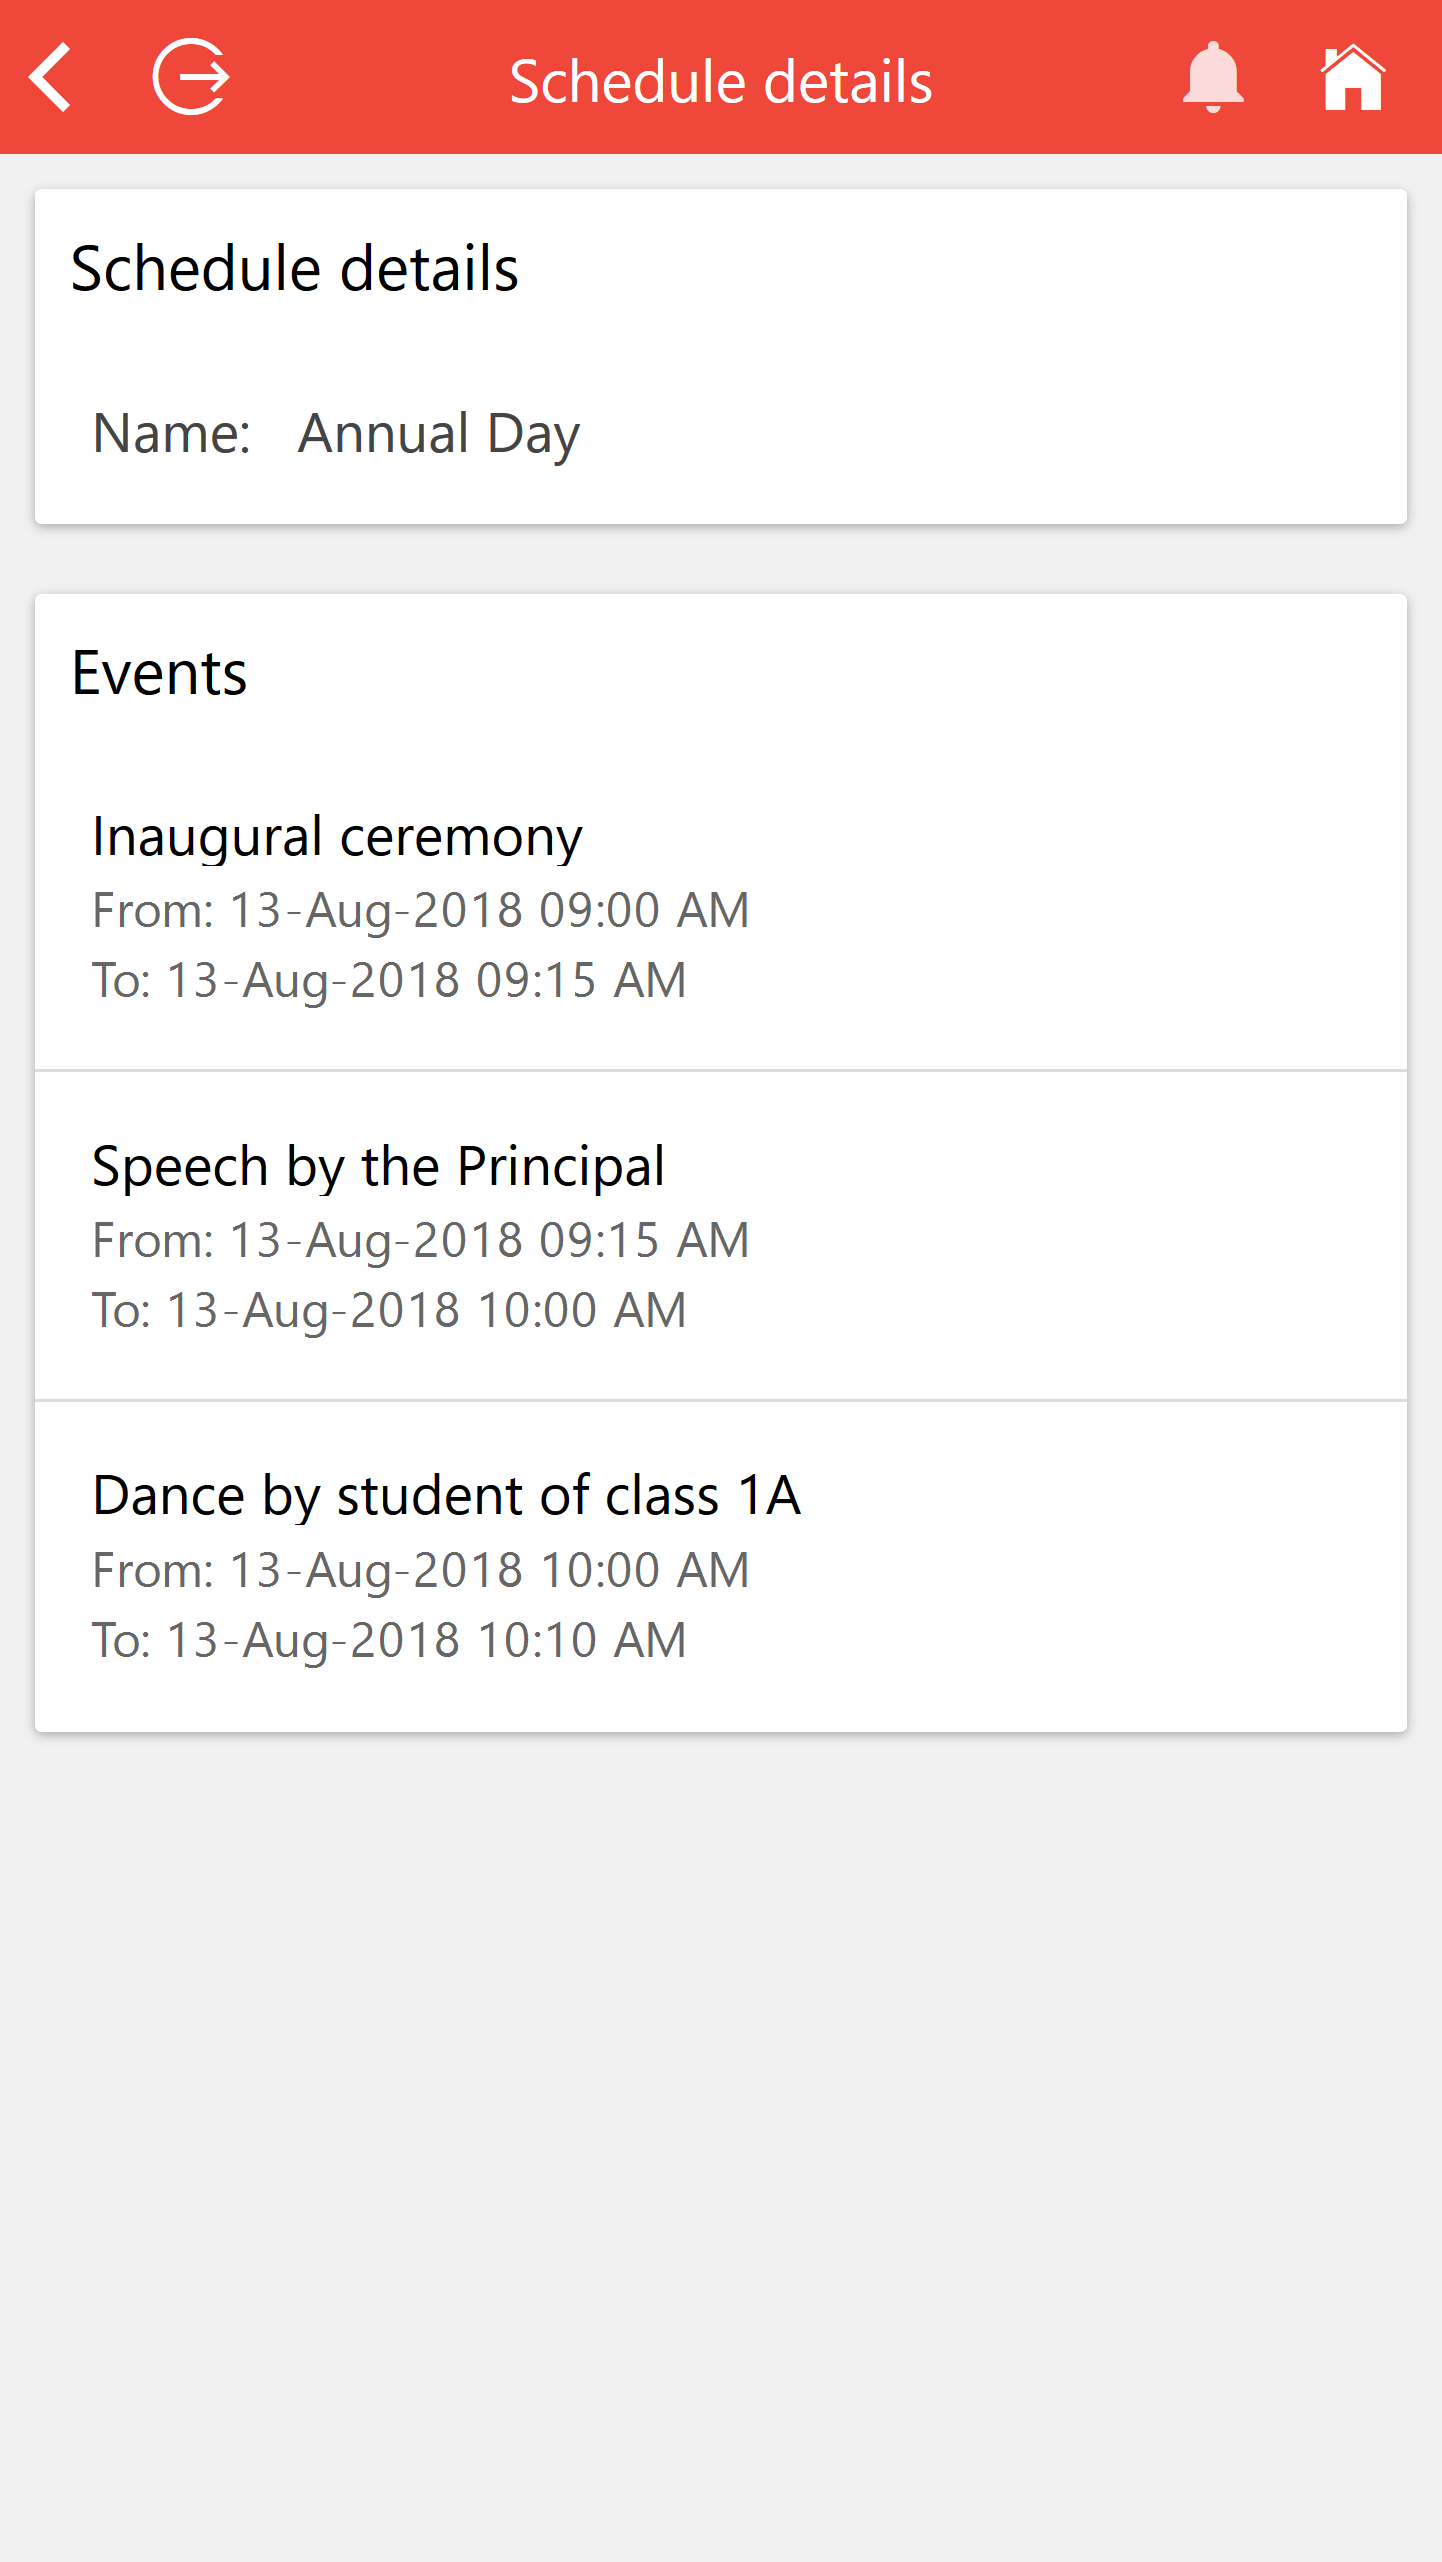 Schedule details
Schedule details
Name: Annual Day
Events
Inaugural ceremony
From: 13-Aug-2018 09:00 AM
To: 13-Aug-2018 09:15 AM
Speech by the Principal
From: 13-Aug-2018 09:15 AM
To: 13-Aug-2018 10:00 AM
Dance by student of class 1A
From: 13-Aug-2018 10:00 AM
To: 13-Aug-2018 10:10 AM